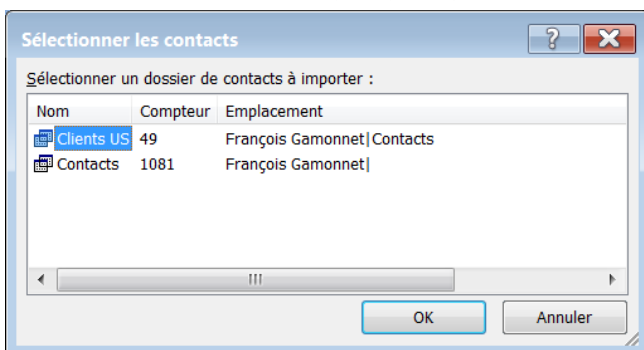 Sélectionner les contacts
Sélectionner un dossier de contacts à importer :
Nom Compteur Emplacement
Clients US 49 François Gamonnet|Contacts
Contacts 1081 François Gamonnet|
OK Annuler